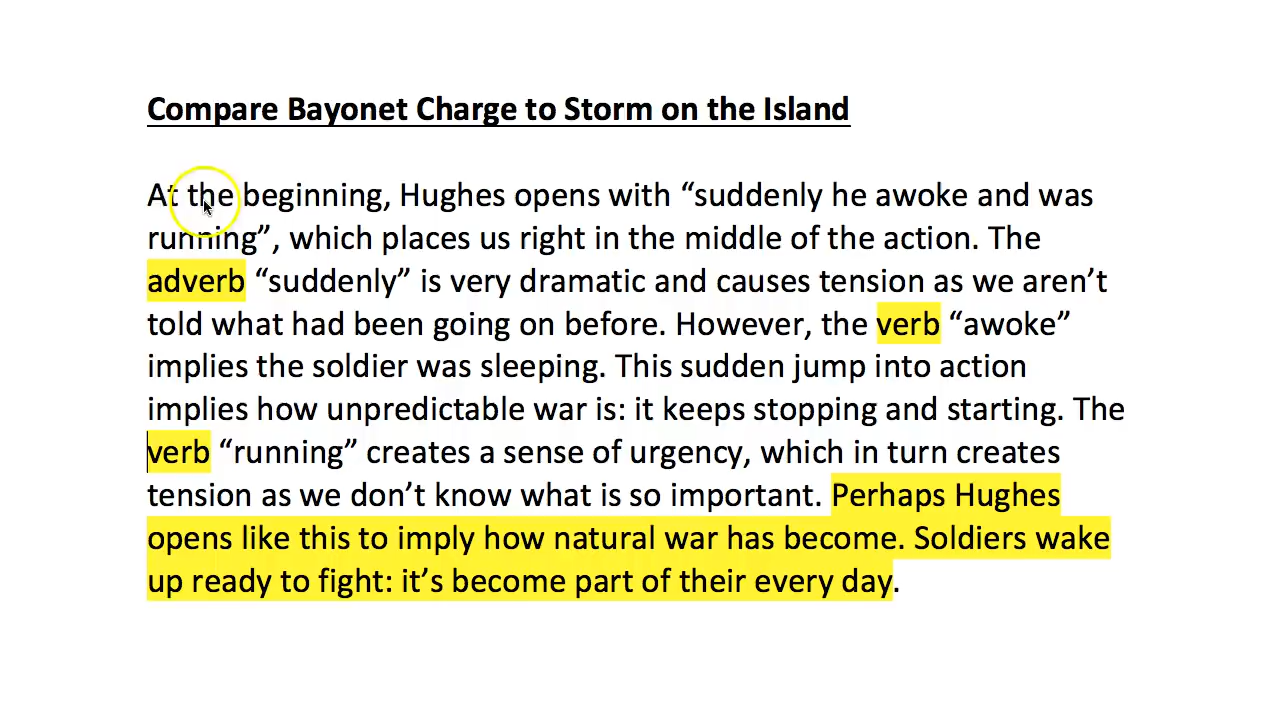 Compare Bayonet Charge to Storm on the Island
At the beginning, Hughes opens with “suddenly he awoke and was
running”, which places us right in the middle of the action. The
adverb “suddenly” is very dramatic and causes tension as we aren’t
told what had been going on before. However, the verb “awoke”
implies the soldier was sleeping. This sudden jump into action
implies how unpredictable war is: it keeps stopping and starting. The
verb “running” creates a sense of urgency, which in turn creates
tension as we don’t know what is so important. Perhaps Hughes
opens like this to imply how natural war has become. Soldiers wake
up ready to fight: it’s become part of their every day.